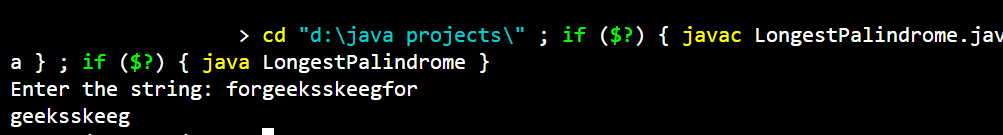 > cd "d:\java projects\" ; if ($?) { javac LongestPalindrome.jav
a } ; if ($?) { java LongestPalindrome }
Enter the string: forgeeksskeegfor
geeksskeeg